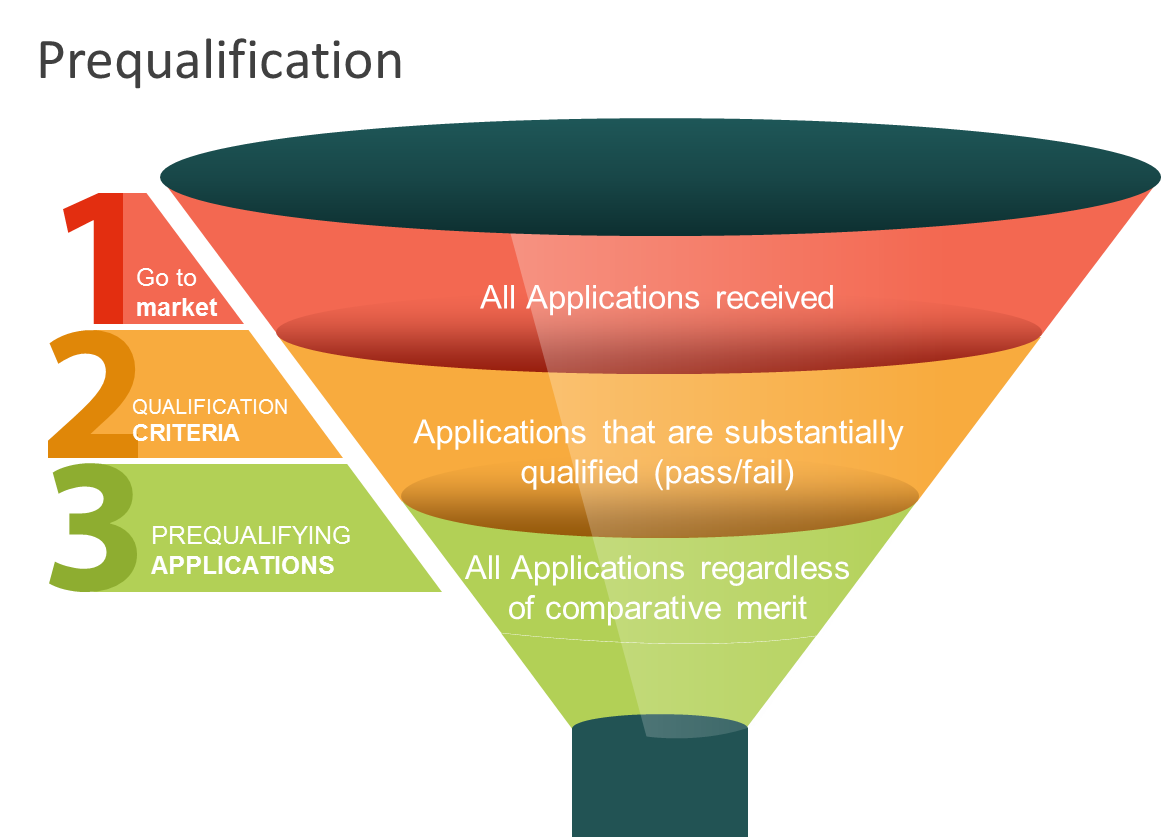 Prequalification
1
Go to
market
All Applications received
2
QUALIFICATION
CRITERIA
Applications that are substantially
qualified (pass/fail)
3
PREQUALIFYING
APPLICATIONS
All Applications regardless
of comparative merit